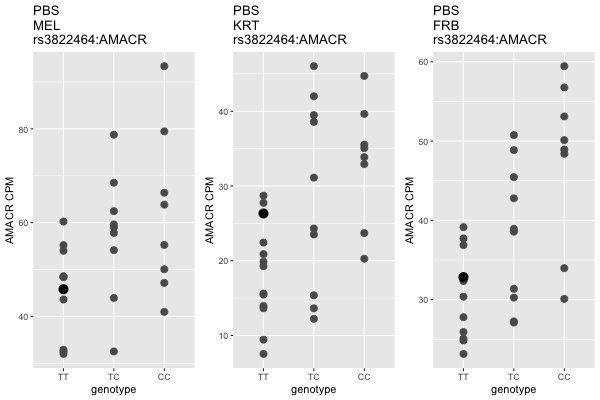 PBS
MEL
rs3822464:AMACR
AMACR CPM
80
60
40
TT
TC
CC
genotype
PBS
KRT
rs3822464:AMACR
AMACR CPM
40
30
20
10
TT
TC
CC
genotype
PBS
FRB
rs3822464:AMACR
AMACR CPM
60
50
40
30
TT
TC
CC
genotype